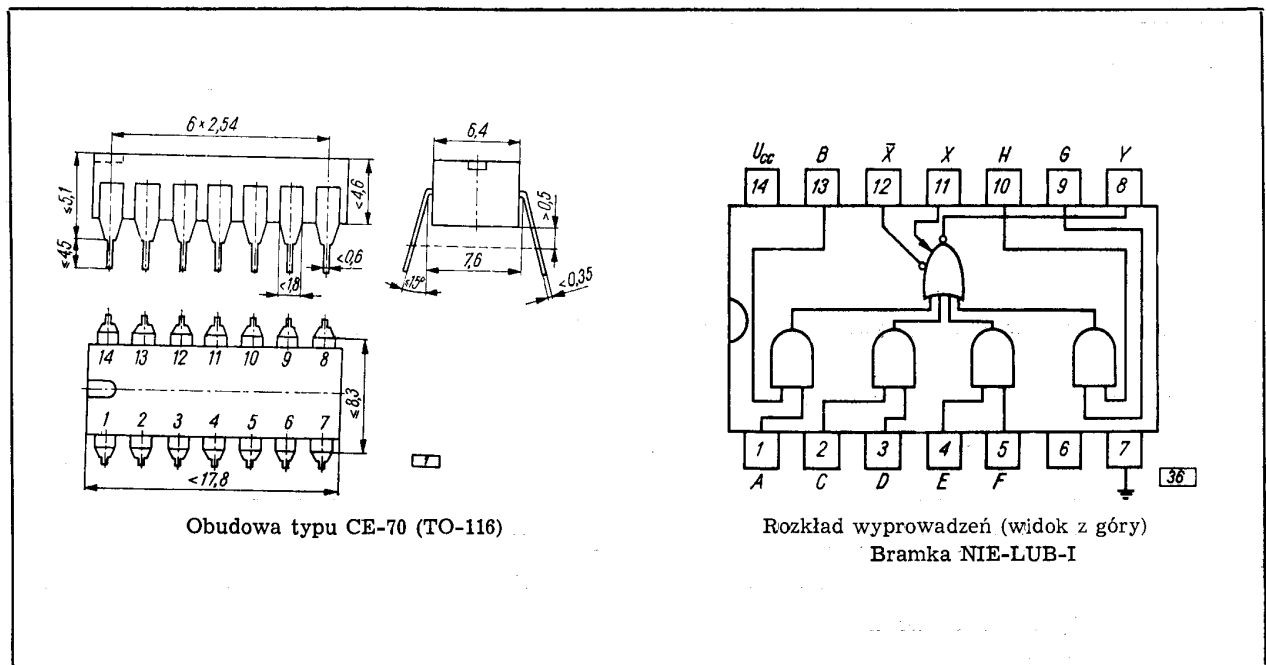 6×2,54
6,4
≤5,1
≤4,5
<4,6
<0,6
<1,8
>0,5
7,6
≤15°
<0,35
14 13 12 11 10 9 8
≤8,3
1 2 3 4 5 6 7
<17,8
1
Obudowa typu CE-70 (TO-116)
U_CC B X̅ X H G Y
14 13 12 11 10 9 8
1 2 3 4 5 6 7
A C D E F
36
Rozkład wyprowadzeń (widok z góry)
Bramka NIE-LUB-I